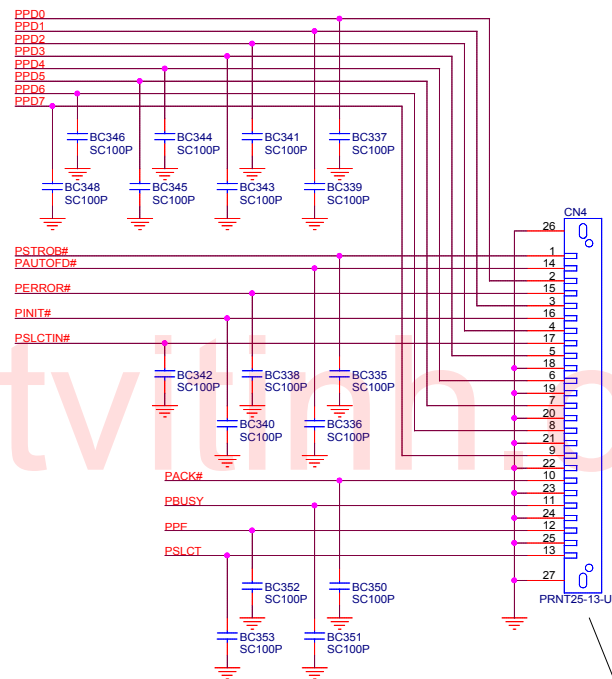 PPD0
PPD1
PPD2
PPD3
PPD4
PPD5
PPD6
PPD7
BC346
SC100P
BC344
SC100P
BC341
SC100P
BC337
SC100P
BC348
SC100P
BC345
SC100P
BC343
SC100P
BC339
SC100P
CN4
26
PSTROB#
1
PAUTOFD#
14
2
PERROR#
15
3
PINIT#
16
4
PSLCTIN#
17
5
18
6
19
7
20
8
21
9
22
10
23
11
24
12
25
13
27
PRNT25-13-U
BC342
SC100P
BC338
SC100P
BC335
SC100P
BC340
SC100P
BC336
SC100P
tvitinh.c
PACK#
PBUSY
PPE
PSLCT
BC352
SC100P
BC350
SC100P
BC353
SC100P
BC351
SC100P